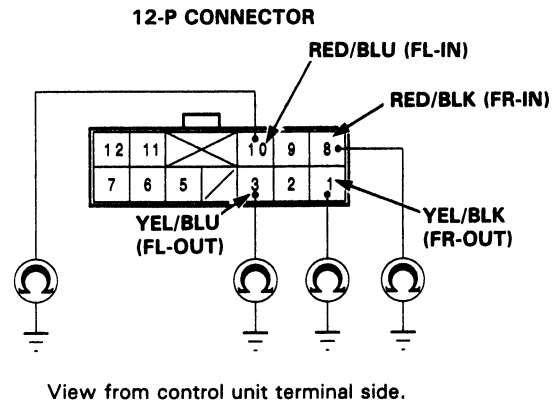 12-P CONNECTOR
RED/BLU (FL-IN)
RED/BLK (FR-IN)
12 11 10 9 8
7 6 5 3 2 1
YEL/BLU
(FL-OUT)
YEL/BLK
(FR-OUT)
Ω Ω Ω Ω
View from control unit terminal side.